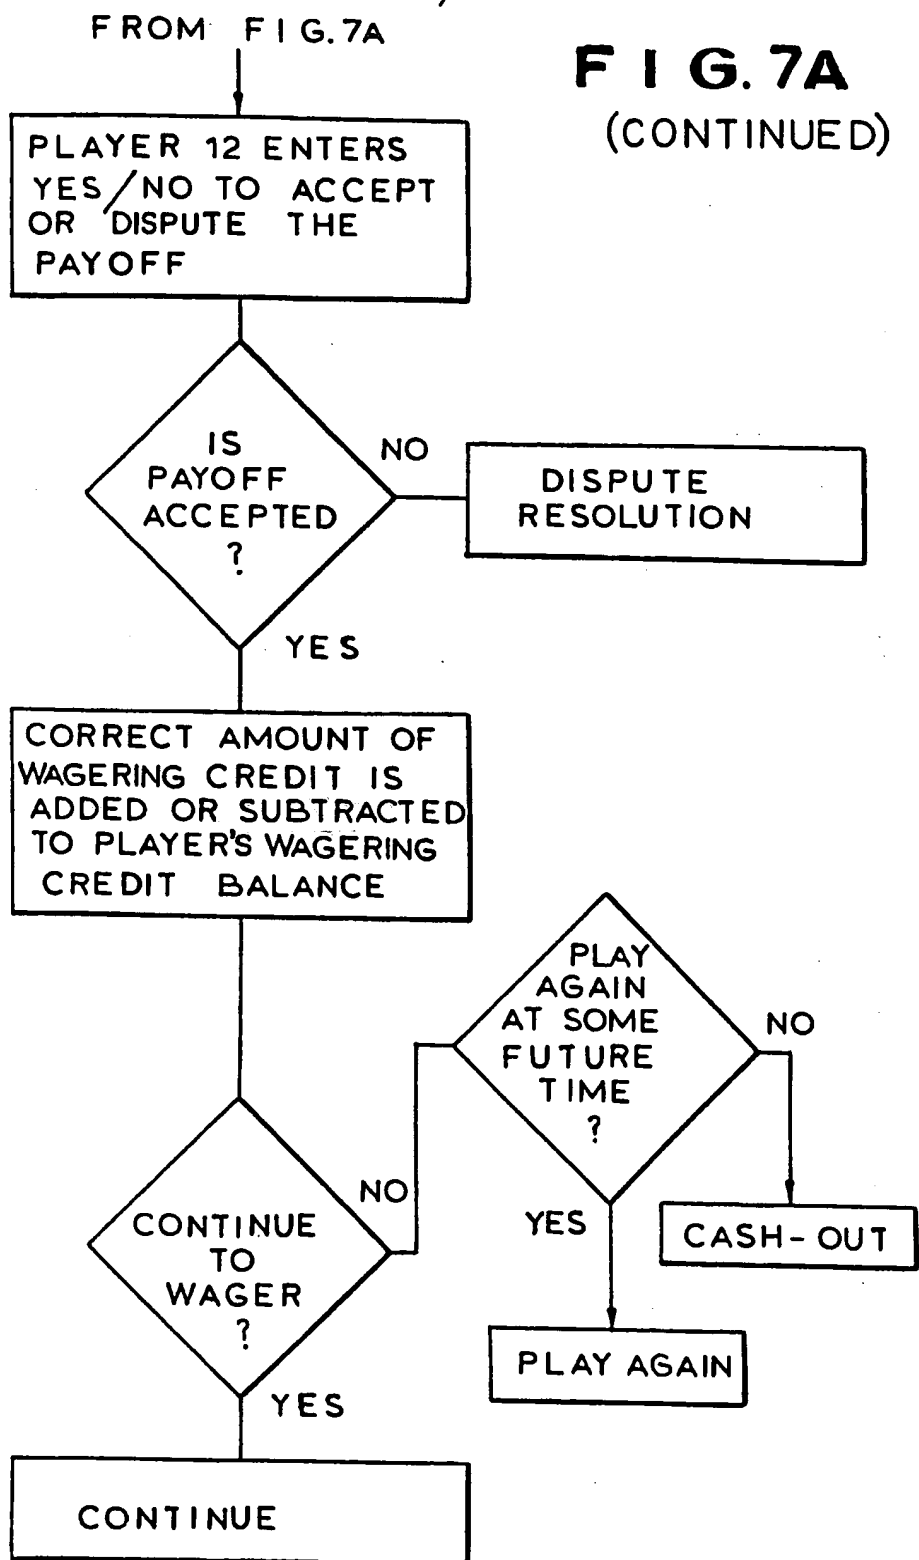 FROM FIG.7A
FIG.7A
(CONTINUED)
PLAYER 12 ENTERS
YES/NO TO ACCEPT
OR DISPUTE THE
PAYOFF
IS
PAYOFF
ACCEPTED
?
NO
DISPUTE
RESOLUTION
YES
CORRECT AMOUNT OF
WAGERING CREDIT IS
ADDED OR SUBTRACTED
TO PLAYER'S WAGERING
CREDIT BALANCE
PLAY
AGAIN
AT SOME
FUTURE
TIME
?
NO
CASH-OUT
YES
PLAY AGAIN
CONTINUE
TO
WAGER
?
NO
YES
CONTINUE